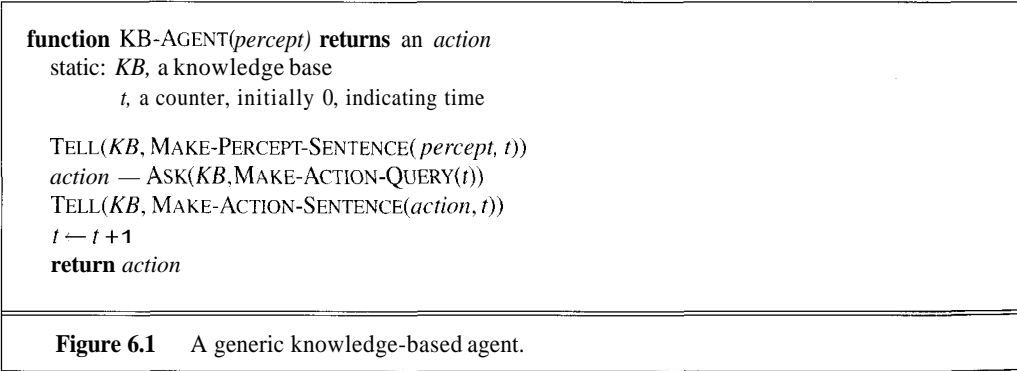 function KB-AGENT(percept) returns an action
static: KB, a knowledge base
t, a counter, initially 0, indicating time
TELL(KB, MAKE-PERCEPT-SENTENCE(percept, t))
action — ASK(KB,MAKE-ACTION-QUERY(t))
TELL(KB, MAKE-ACTION-SENTENCE(action, t))
t ← t +1
return action
Figure 6.1 A generic knowledge-based agent.